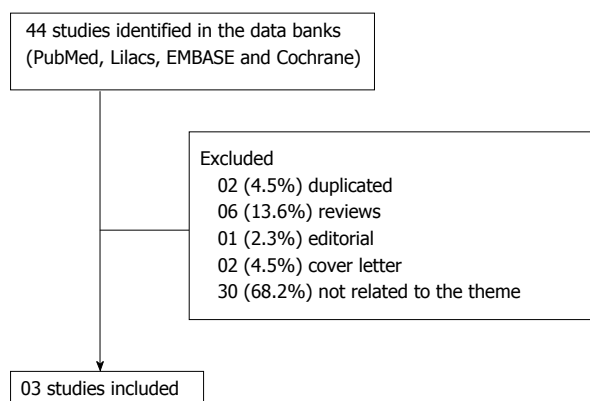 44 studies identified in the data banks
(PubMed, Lilacs, EMBASE and Cochrane)
Excluded
02 (4.5%) duplicated
06 (13.6%) reviews
01 (2.3%) editorial
02 (4.5%) cover letter
30 (68.2%) not related to the theme
03 studies included